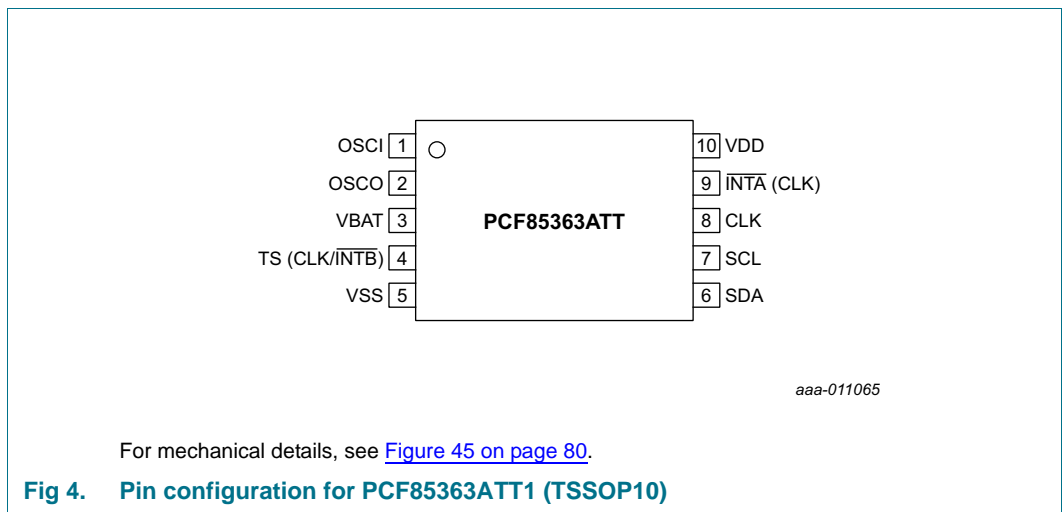 OSCI 1 10 VDD
OSCO 2 9 I̅N̅T̅A̅ (CLK)
VBAT 3 PCF85363ATT 8 CLK
TS (CLK/I̅N̅T̅B̅) 4 7 SCL
VSS 5 6 SDA
aaa-011065
For mechanical details, see Figure 45 on page 80.
Fig 4. Pin configuration for PCF85363ATT1 (TSSOP10)